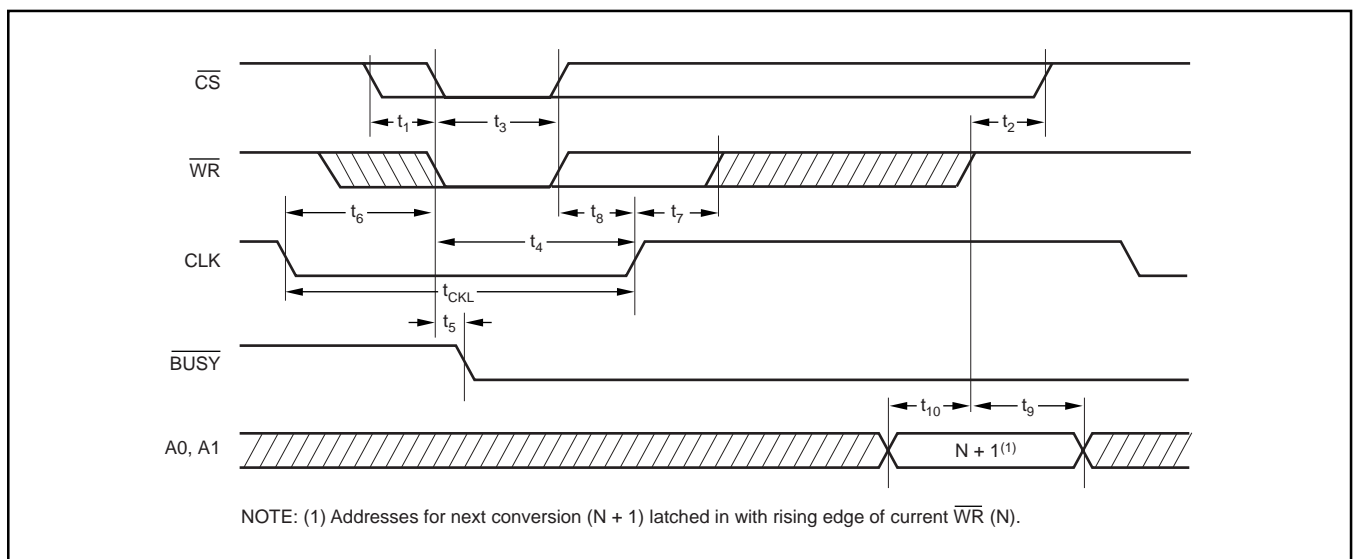 CS
t1 t3 t2
WR
t6 t8 t7
CLK
t4
tCKL
t5
BUSY
t10 t9
A0, A1
N + 1(1)
NOTE: (1) Addresses for next conversion (N + 1) latched in with rising edge of current WR (N).